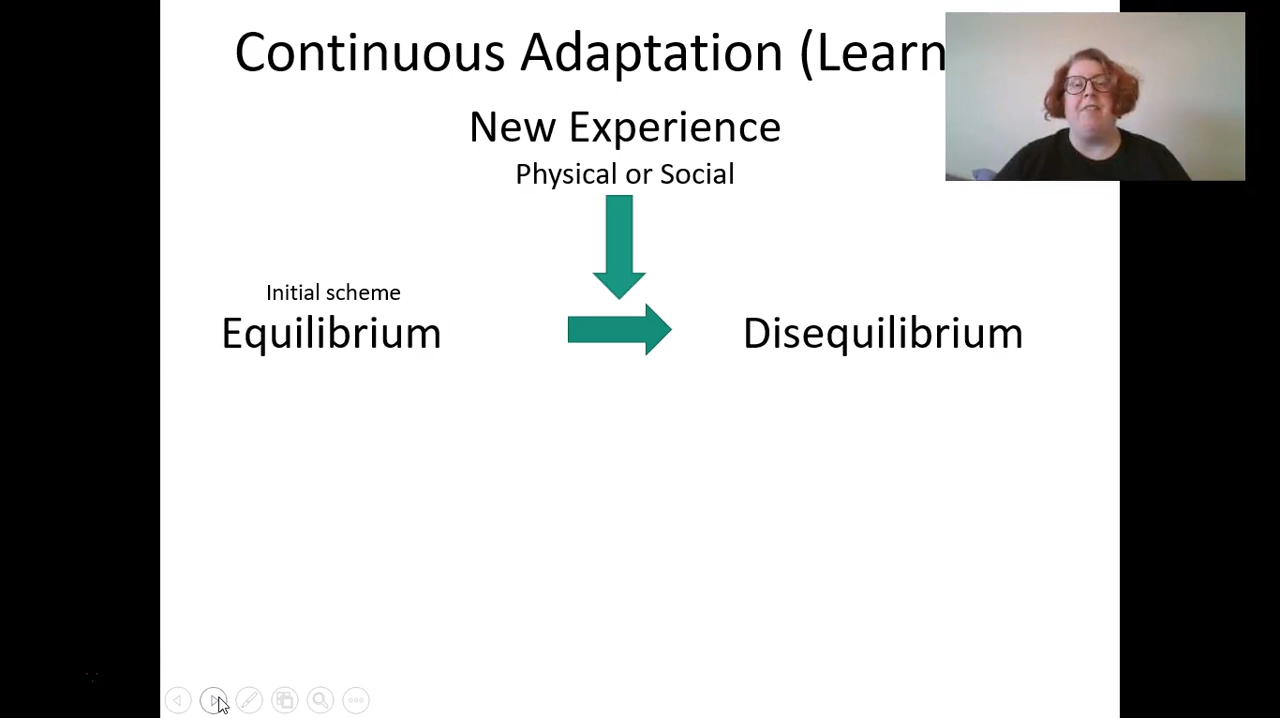 Continuous Adaptation (Learn
New Experience
Physical or Social
Initial scheme
Equilibrium
Disequilibrium